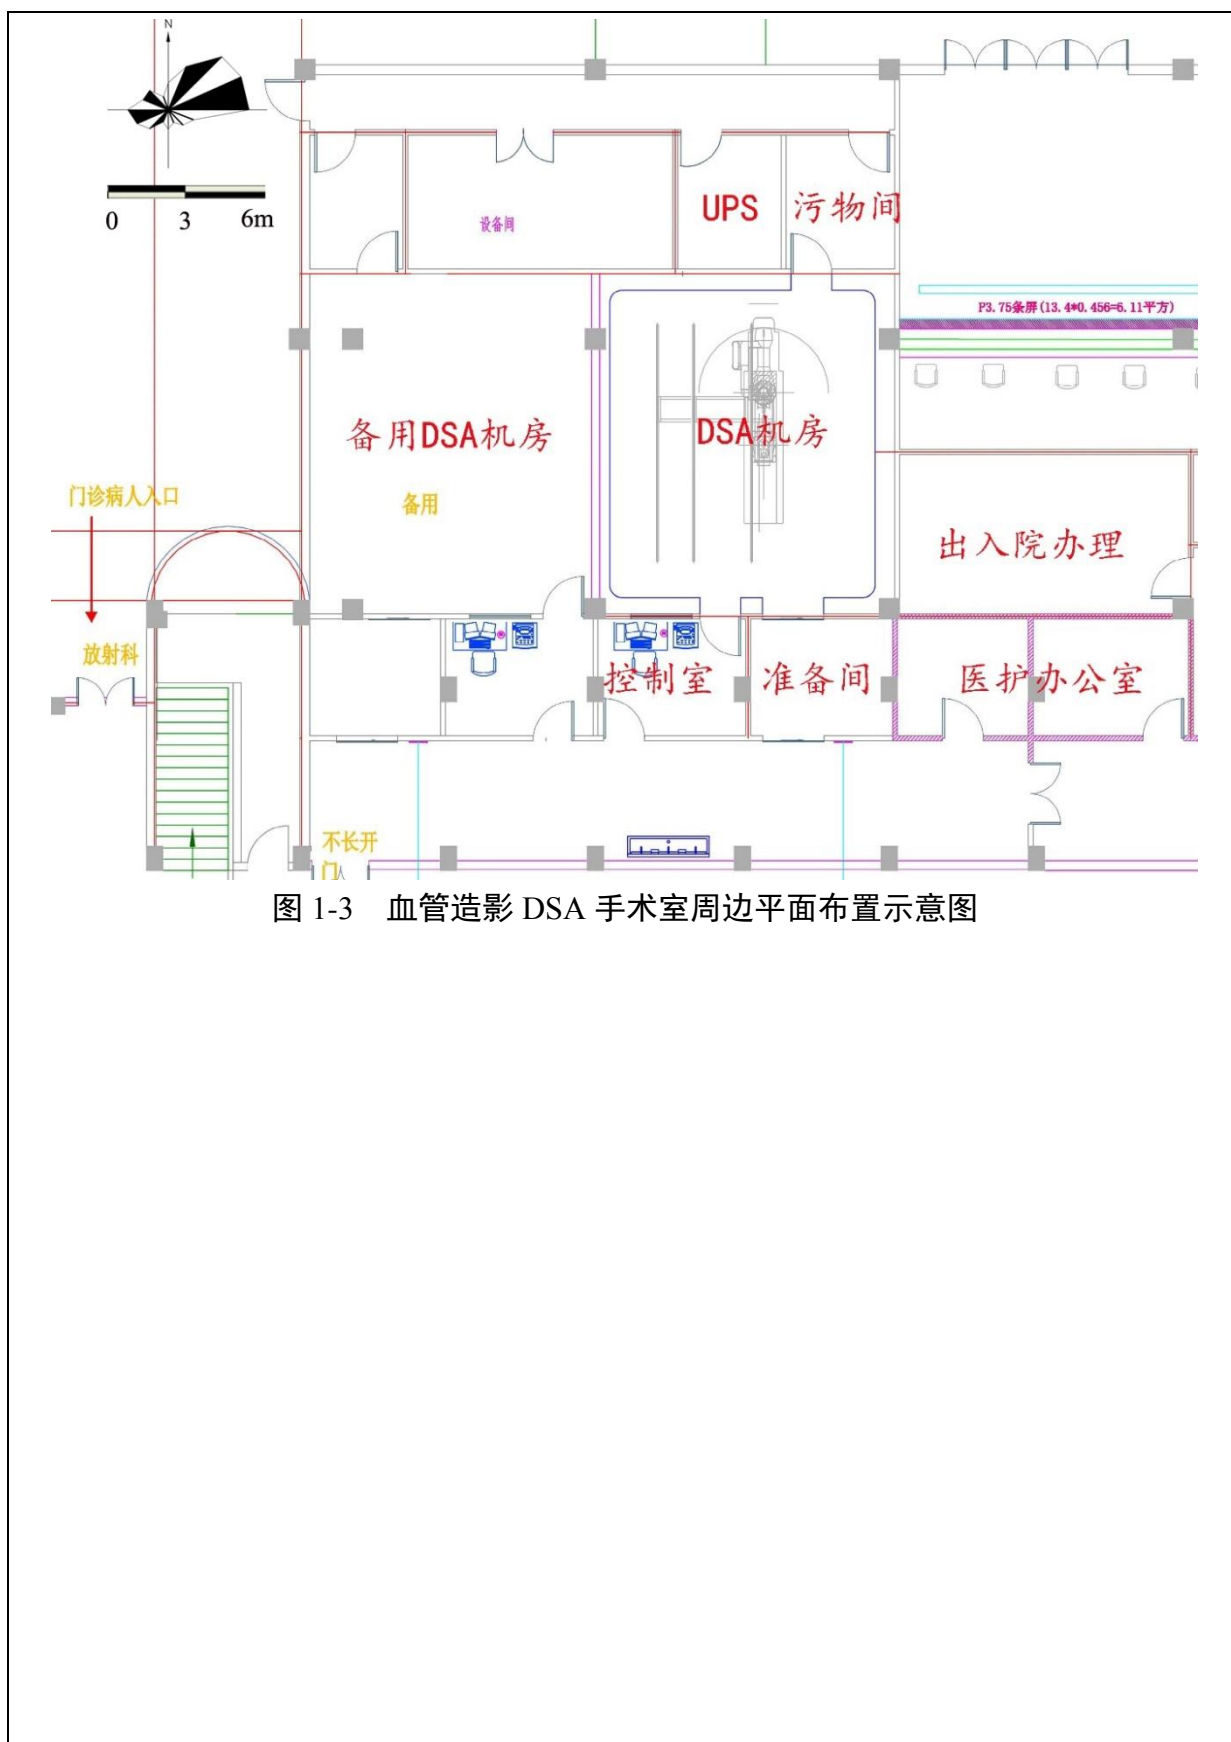 N
0 3 6m
UPS
污物间
设备间
P3.75条屏(13.4*0.456=6.11平方)
备用DSA机房
DSA机房
备用
门诊病人入口
出入院办理
放射科
控制室
准备间
医护办公室
不长开
门
图 1-3 血管造影 DSA 手术室周边平面布置示意图